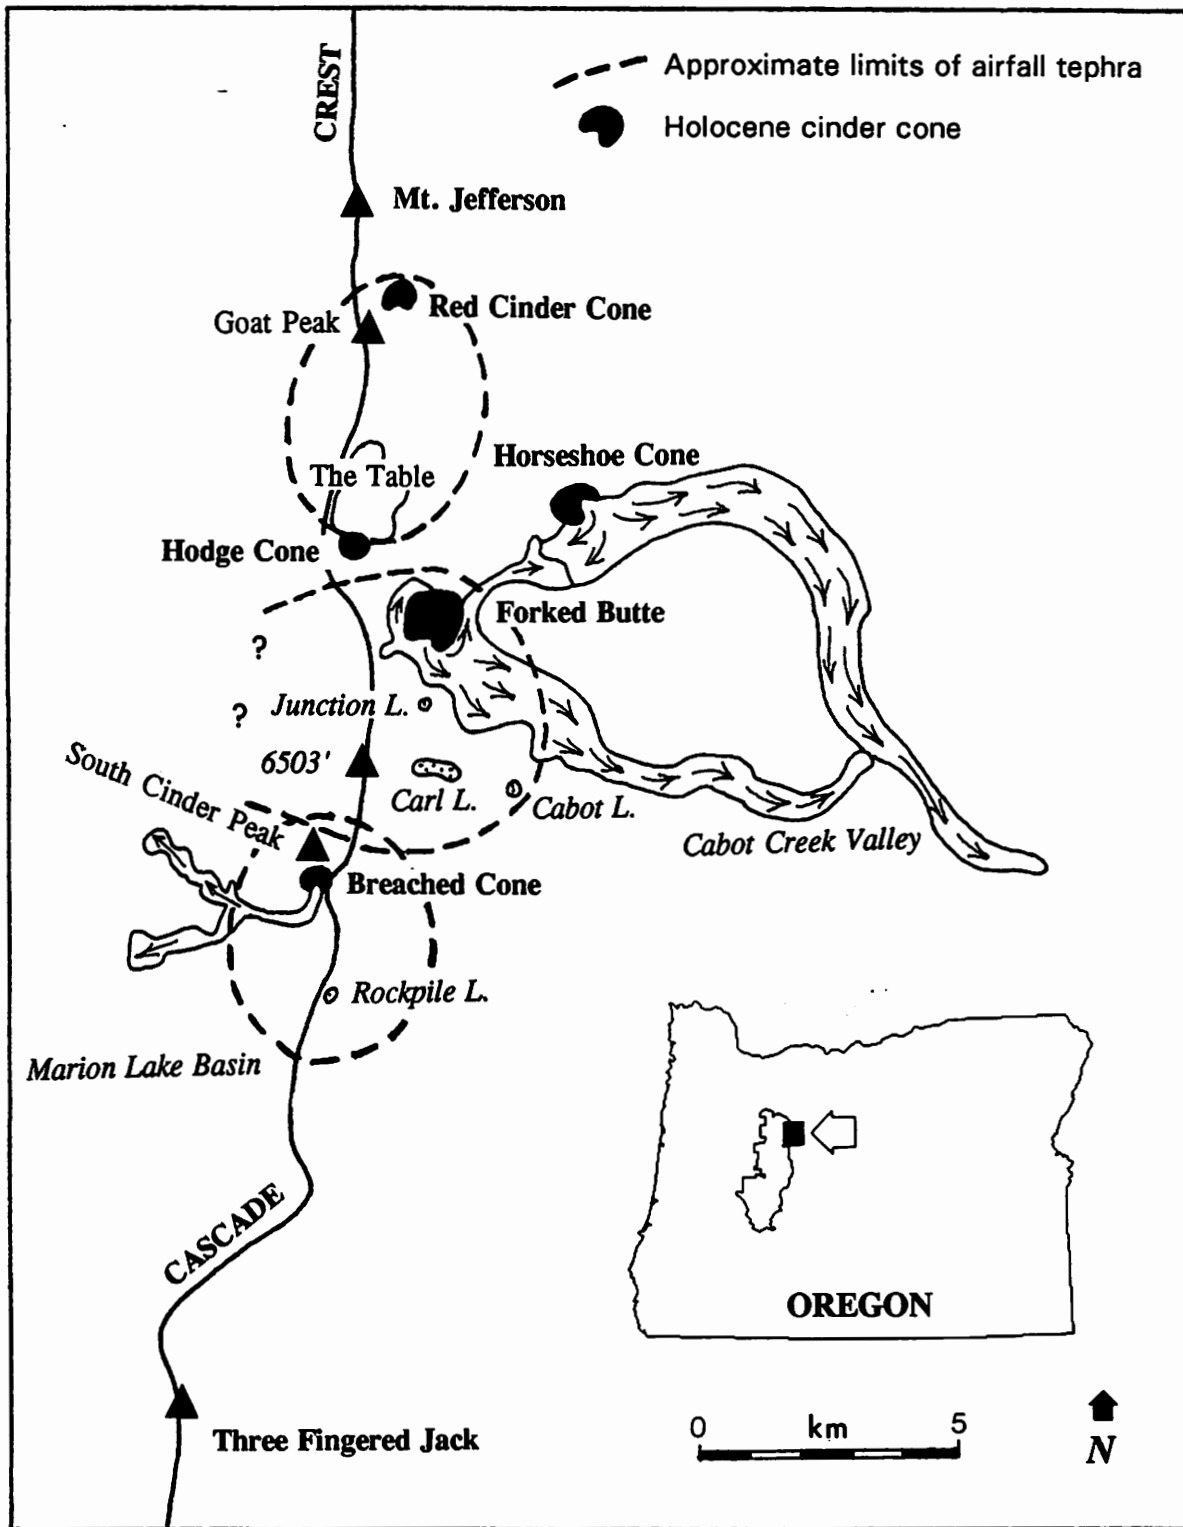 Approximate limits of airfall tephra
Holocene cinder cone
CREST
Mt. Jefferson
Red Cinder Cone
Goat Peak
Horseshoe Cone
The Table
Hodge Cone
Forked Butte
?
? Junction L.
6503'
South Cinder Peak
Carl L.
Cabot L.
Cabot Creek Valley
Breached Cone
Rockpile L.
Marion Lake Basin
CASCADE
OREGON
Three Fingered Jack
0 km 5
N